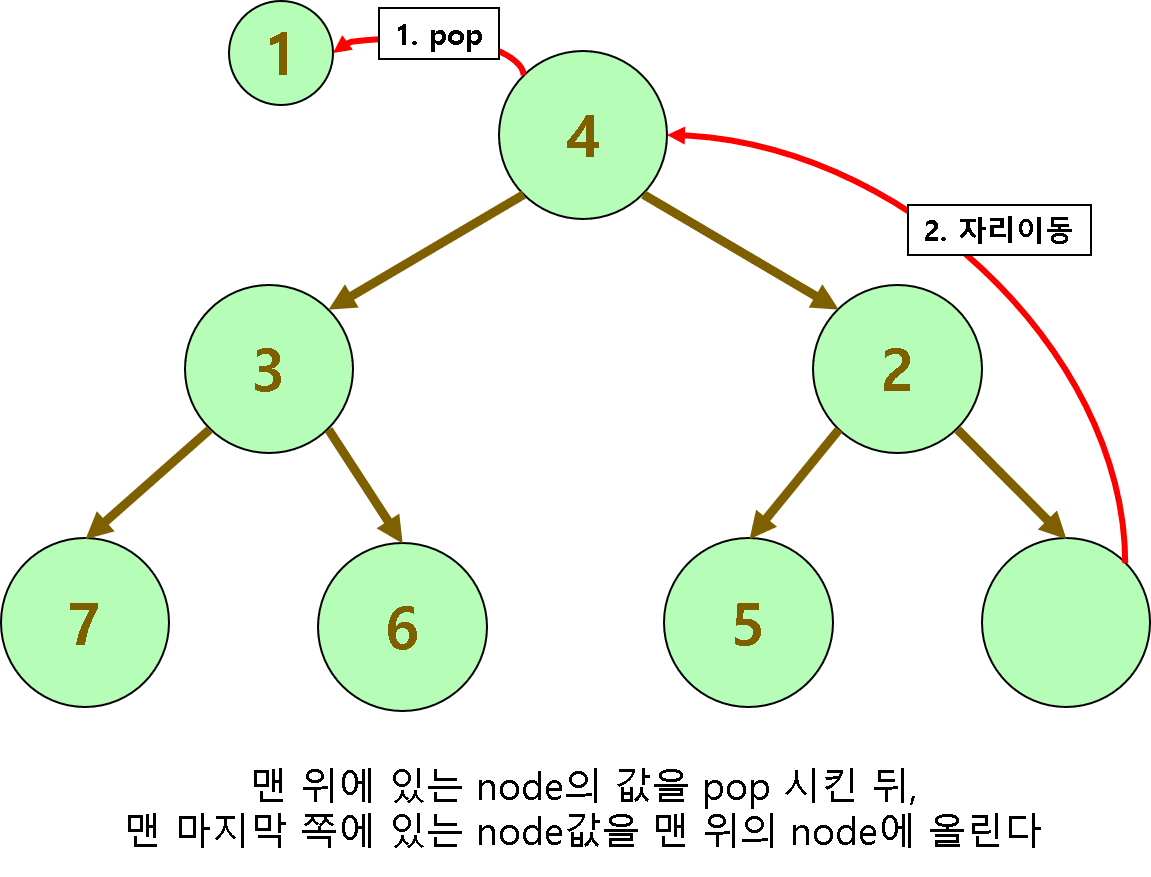 1
1. pop
4
2. 자리이동
3
2
7
6
5
맨 위에 있는 node의 값을 pop 시킨 뒤,
맨 마지막 쪽에 있는 node값을 맨 위의 node에 올린다